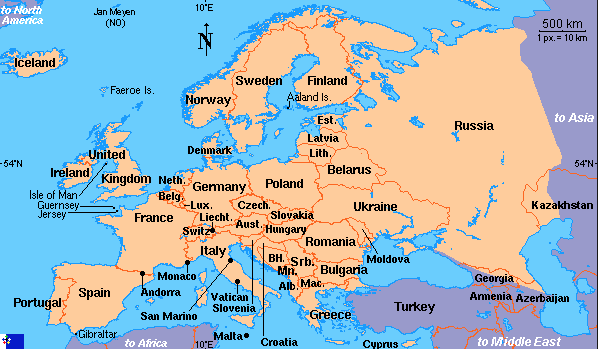 to North
America
Jan Meyen
(NO)
10°E
500 km
1 px.= 10 km
N
Iceland
Faeroe Is.
Sweden
Finland
Norway
Aaland Is.
Est.
Russia
to Asia
Latvia
Denmark
Lith.
54°N
United
Kingdom
Ireland
Belarus
54°N
Isle of Man
Guernsey
Jersey
Neth.
Belg.
Germany
Poland
Lux.
Czech.
Ukraine
Kazakhstan
France
Liecht.
Aust.
Slovakia
Hungary
Switz.
Romania
Moldova
Italy
BH.
Srb.
Mn.
Bulgaria
Monaco
Andorra
Alb.
Mac.
Georgia
Armenia
Azerbaijan
Portugal
Spain
San Marino
Vatican
Slovenia
Greece
Turkey
Gibraltar
to Africa
Malta
10°E
Croatia
Cyprus
to Middle East